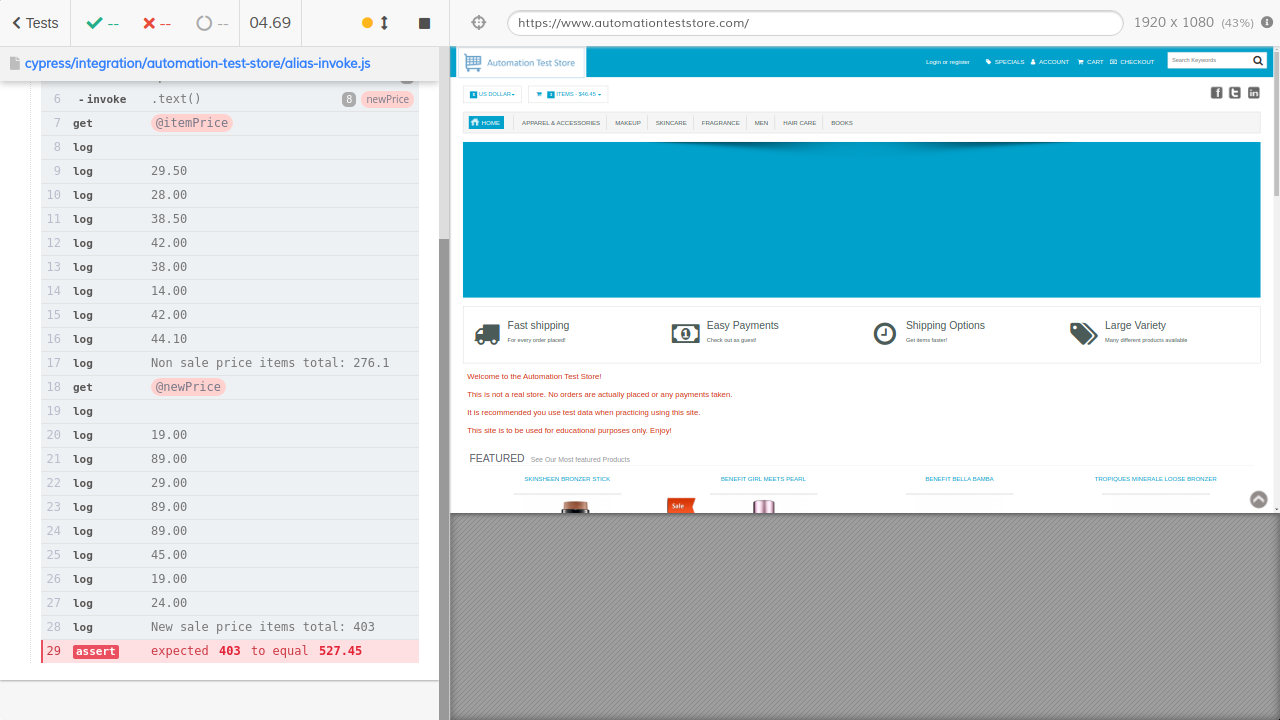 Tests
--
--
--
04.69
https://www.automationteststore.com/
1920 x 1080 (43%)
cypress/integration/automation-test-store/alias-invoke.js
- invoke .text() 8 newPrice
7 get @itemPrice
8 log
9 log 29.50
10 log 28.00
11 log 38.50
12 log 42.00
13 log 38.00
14 log 14.00
15 log 42.00
16 log 44.10
17 log Non sale price items total: 276.1
18 get @newPrice
19 log
20 log 19.00
21 log 89.00
22 log 29.00
23 log 89.00
24 log 89.00
25 log 45.00
26 log 19.00
27 log 24.00
28 log New sale price items total: 403
29 assert expected 403 to equal 527.45
Automation Test Store
Login or register
SPECIALS ACCOUNT CART CHECKOUT
Search Keywords
US DOLLAR
ITEMS - $46.45
HOME APPAREL & ACCESSORIES MAKEUP SKINCARE FRAGRANCE MEN HAIR CARE BOOKS
Fast shipping
For every order placed!
Easy Payments
Check out as guest!
Shipping Options
Get items faster!
Large Variety
Many different products available
Welcome to the Automation Test Store!
This is not a real store. No orders are actually placed or any payments taken.
It is recommended you use test data when practicing using this site.
This site is to be used for educational purposes only. Enjoy!
FEATURED See Our Most featured Products
SKINSHEEN BRONZER STICK
BENEFIT GIRL MEETS PEARL
BENEFIT BELLA BAMBA
TROPIQUES MINERALE LOOSE BRONZER
Sale